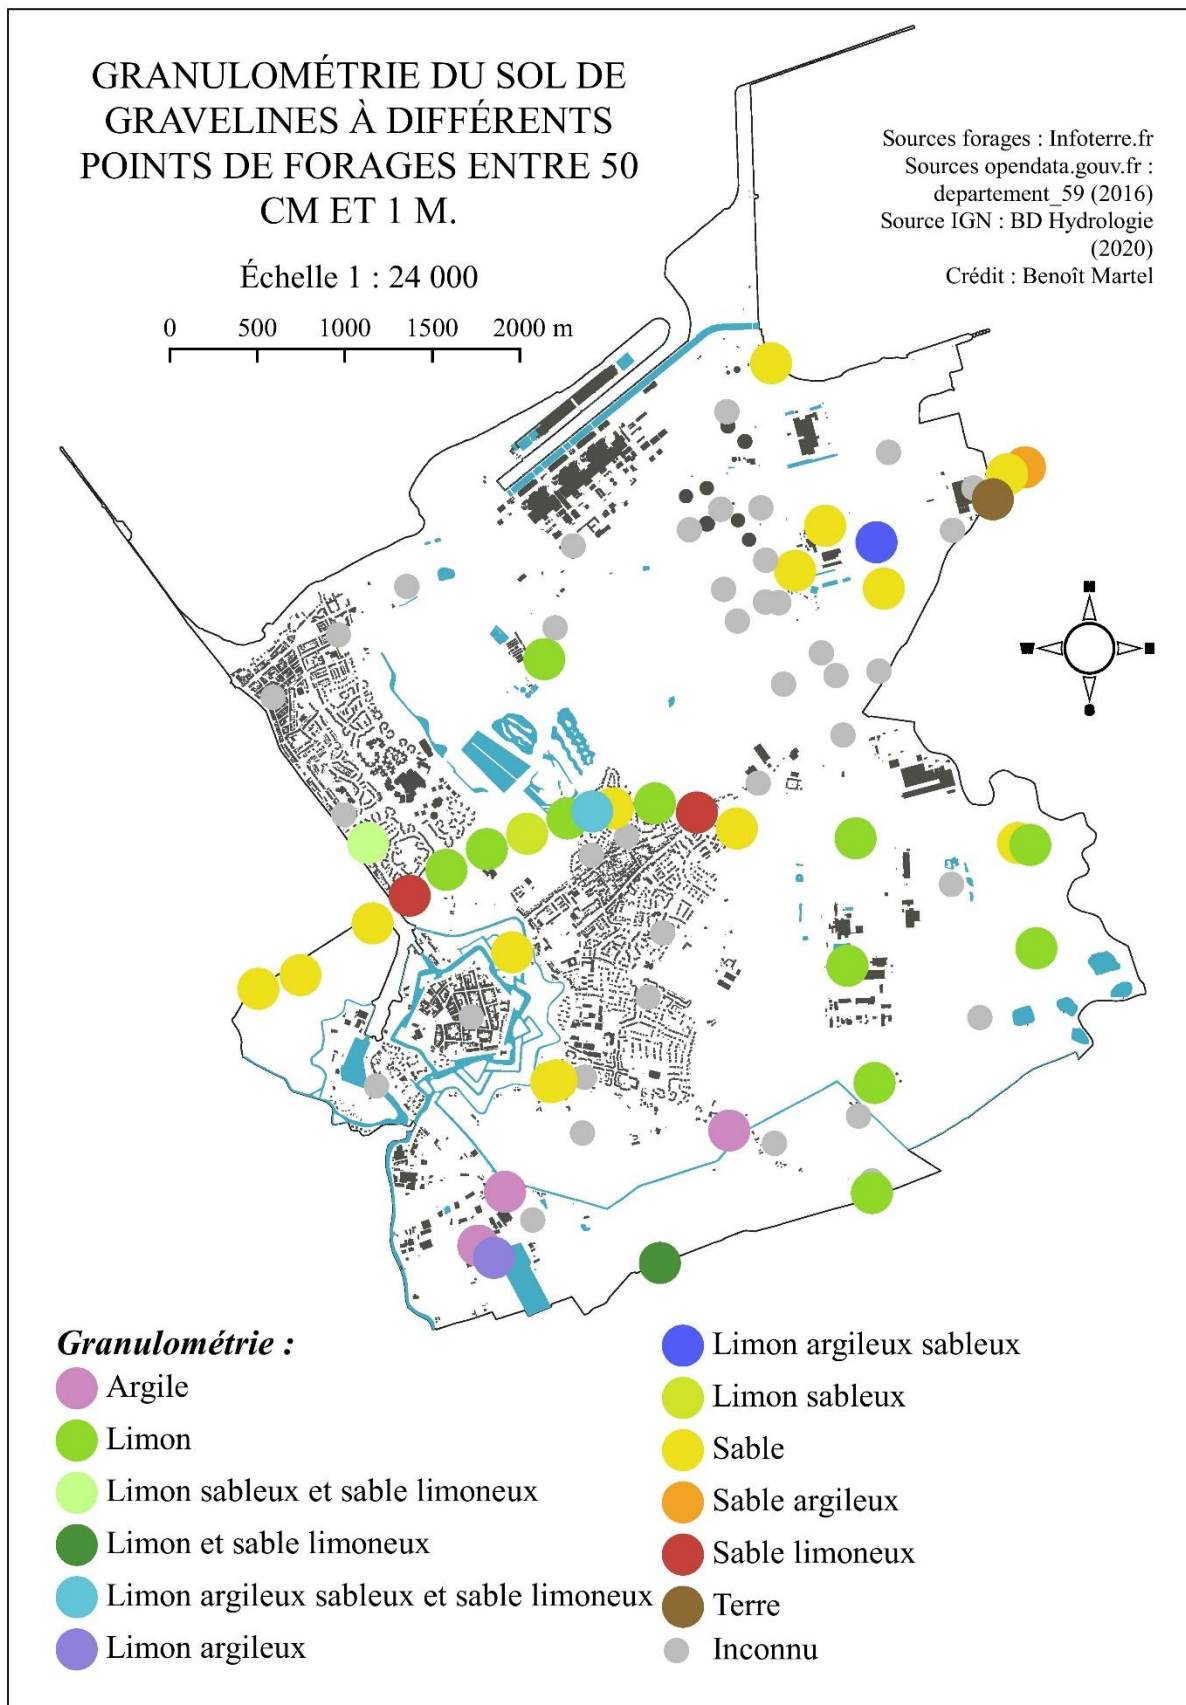 GRANULOMÉTRIE DU SOL DE
GRAVELINES À DIFFÉRENTS
POINTS DE FORAGES ENTRE 50
CM ET 1 M.
Échelle 1 : 24 000
0 500 1000 1500 2000 m
Sources forages : Infoterre.fr
Sources opendata.gouv.fr :
departement_59 (2016)
Source IGN : BD Hydrologie
(2020)
Crédit : Benoît Martel
N
W E
S
Granulométrie :
Argile
Limon
Limon sableux et sable limoneux
Limon et sable limoneux
Limon argileux sableux et sable limoneux
Limon argileux
Limon argileux sableux
Limon sableux
Sable
Sable argileux
Sable limoneux
Terre
Inconnu